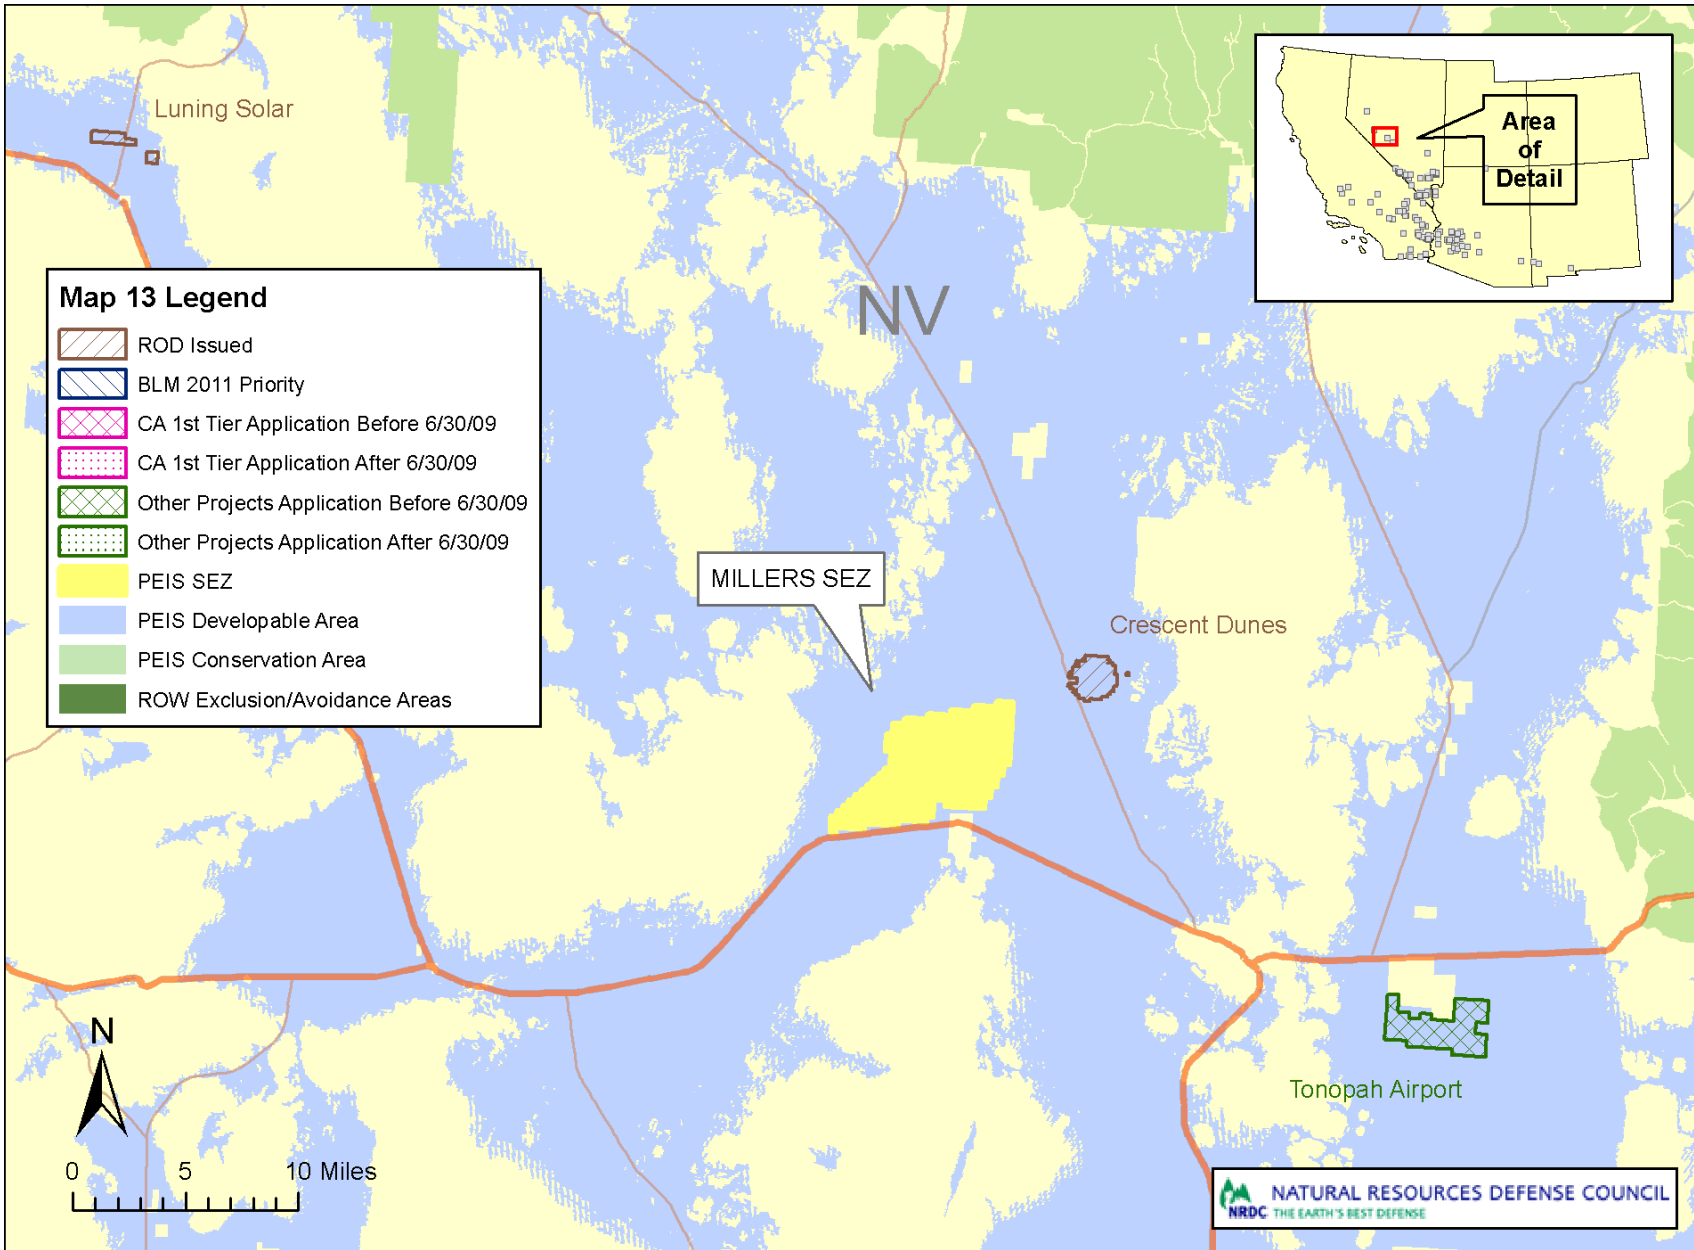 Luning Solar
Area
of
Detail
NV
Map 13 Legend
ROD Issued
BLM 2011 Priority
CA 1st Tier Application Before 6/30/09
CA 1st Tier Application After 6/30/09
Other Projects Application Before 6/30/09
Other Projects Application After 6/30/09
PEIS SEZ
PEIS Developable Area
PEIS Conservation Area
ROW Exclusion/Avoidance Areas
MILLERS SEZ
Crescent Dunes
Tonopah Airport
N
0 5 10 Miles
NRDC
NATURAL RESOURCES DEFENSE COUNCIL
THE EARTH'S BEST DEFENSE